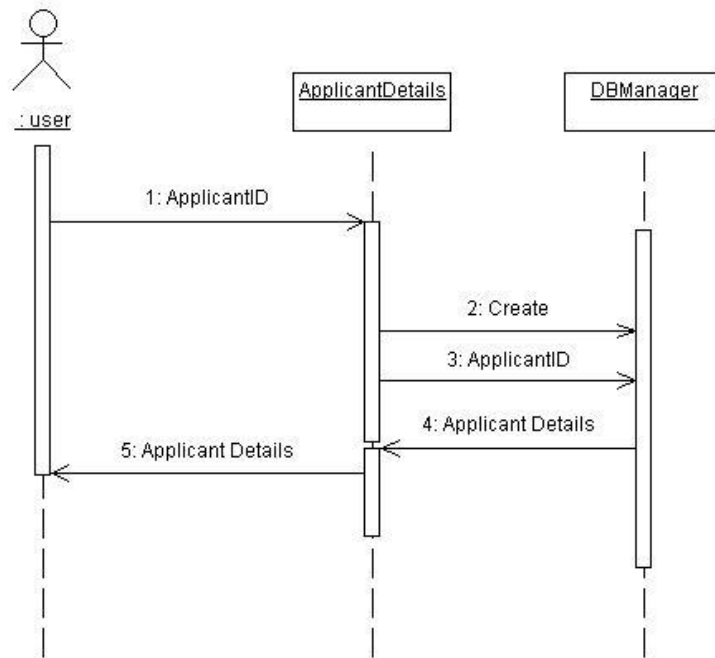 ApplicantDetails
DBManager
: user
1: ApplicantID
2: Create
3: ApplicantID
4: Applicant Details
5: Applicant Details